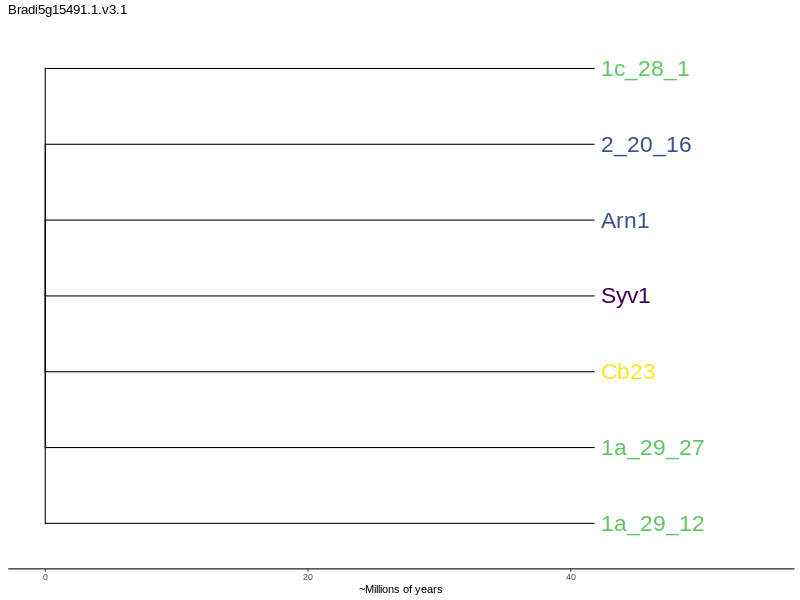 Bradi5g15491.1.v3.1
1c_28_1
2_20_16
Arn1
Syv1
Cb23
1a_29_27
1a_29_12
0 20 40
~Millions of years